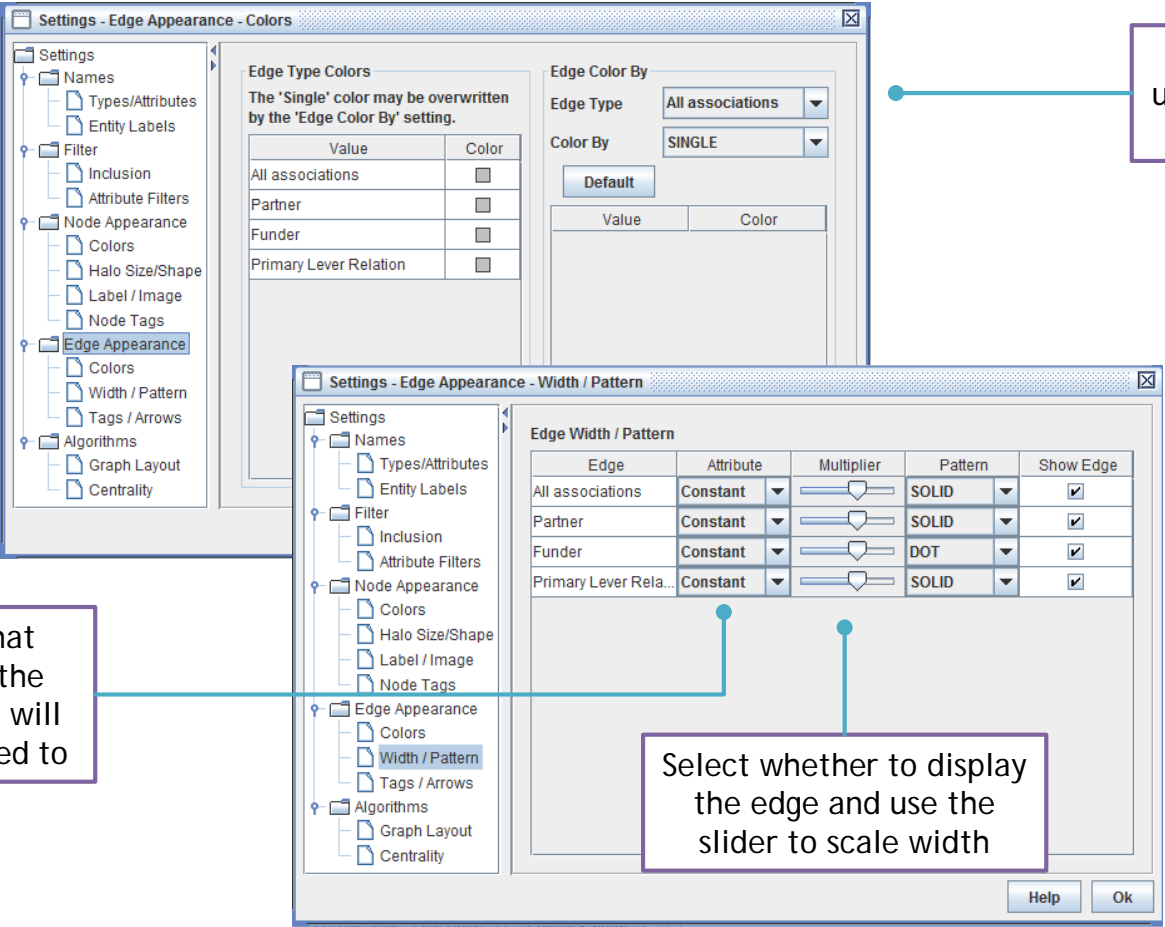 Settings - Edge Appearance - Colors
Settings
Names
Types/Attributes
Entity Labels
Filter
Inclusion
Attribute Filters
Node Appearance
Colors
Halo Size/Shape
Label / Image
Node Tags
Edge Appearance
Colors
Width / Pattern
Tags / Arrows
Algorithms
Graph Layout
Centrality
Edge Type Colors
The 'Single' color may be overwritten
by the 'Edge Color By' setting.
Value Color
All associations
Partner
Funder
Primary Lever Relation
Edge Color By
Edge Type All associations
Color By SINGLE
Default
Value Color
u
Settings - Edge Appearance - Width / Pattern
Settings
Names
Types/Attributes
Entity Labels
Filter
Inclusion
Attribute Filters
Node Appearance
Colors
Halo Size/Shape
Label / Image
Node Tags
Edge Appearance
Colors
Width / Pattern
Tags / Arrows
Algorithms
Graph Layout
Centrality
Edge Width / Pattern
Edge Attribute Multiplier Pattern Show Edge
All associations Constant SOLID
Partner Constant SOLID
Funder Constant DOT
Primary Lever Rela... Constant SOLID
Help Ok
hat
the
will
ed to
Select whether to display
the edge and use the
slider to scale width